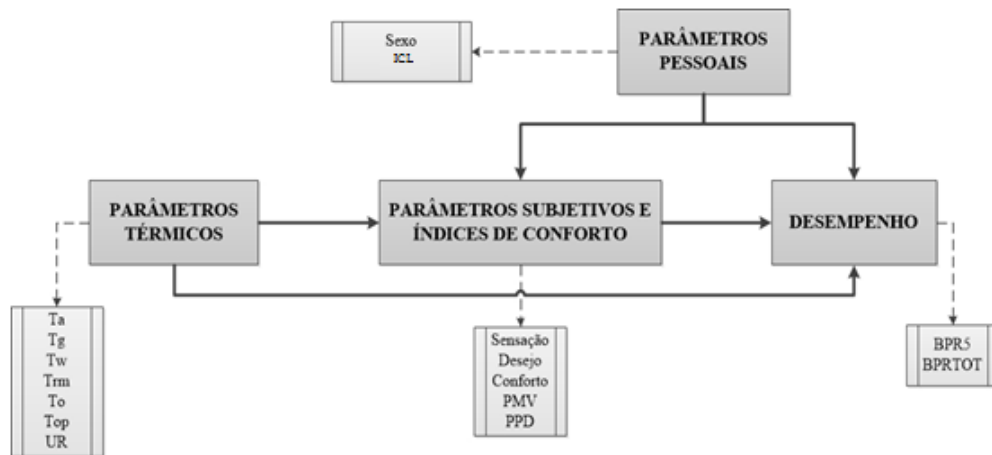 Sexo
ICL
PARÂMETROS
PESSOAIS
PARÂMETROS
TÉRMICOS
PARÂMETROS SUBJETIVOS E
ÍNDICES DE CONFORTO
DESEMPENHO
Ta
Tg
Tw
Trm
To
Top
UR
Sensação
Desejo
Conforto
PMV
PPD
BPR5
BPRTOT